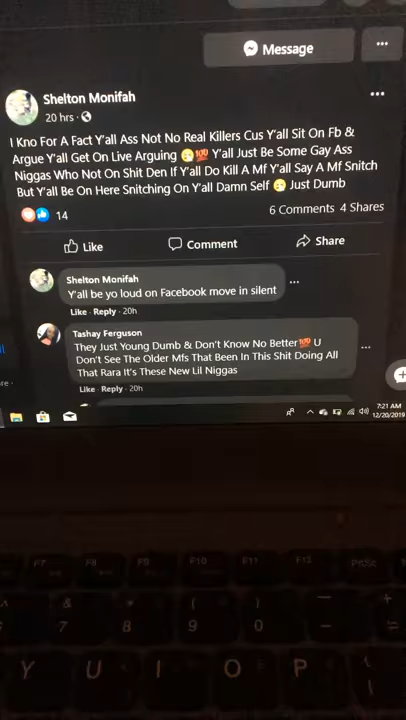 Message
...
Shelton Monifah
20 hrs ·
...
I Kno For A Fact Y'all Ass Not No Real Killers Cus Y'all Sit On Fb &
Argue Y'all Get On Live Arguing 😤💯 Y'all Just Be Some Gay Ass
Niggas Who Not On Shit Den If Y'all Do Kill A Mf Y'all Say A Mf Snitch
But Y'all Be On Here Snitching On Y'all Damn Self 😤 Just Dumb
14
6 Comments 4 Shares
Like
Comment
Share
Shelton Monifah
Y'all be yo loud on Facebook move in silent
...
Like · Reply · 20h
Tashay Ferguson
They Just Young Dumb & Don't Know No Better💯 U
Don't See The Older Mfs That Been In This Shit Doing All
That Rara It's These New Lil Niggas
...
Like · Reply · 20h
7:21 AM
12/20/2019
F7 F8 F9 F10 F11 F12 PrtSc
& * ( ) — +
7 8 9 0 - =
Y U I O P {
[